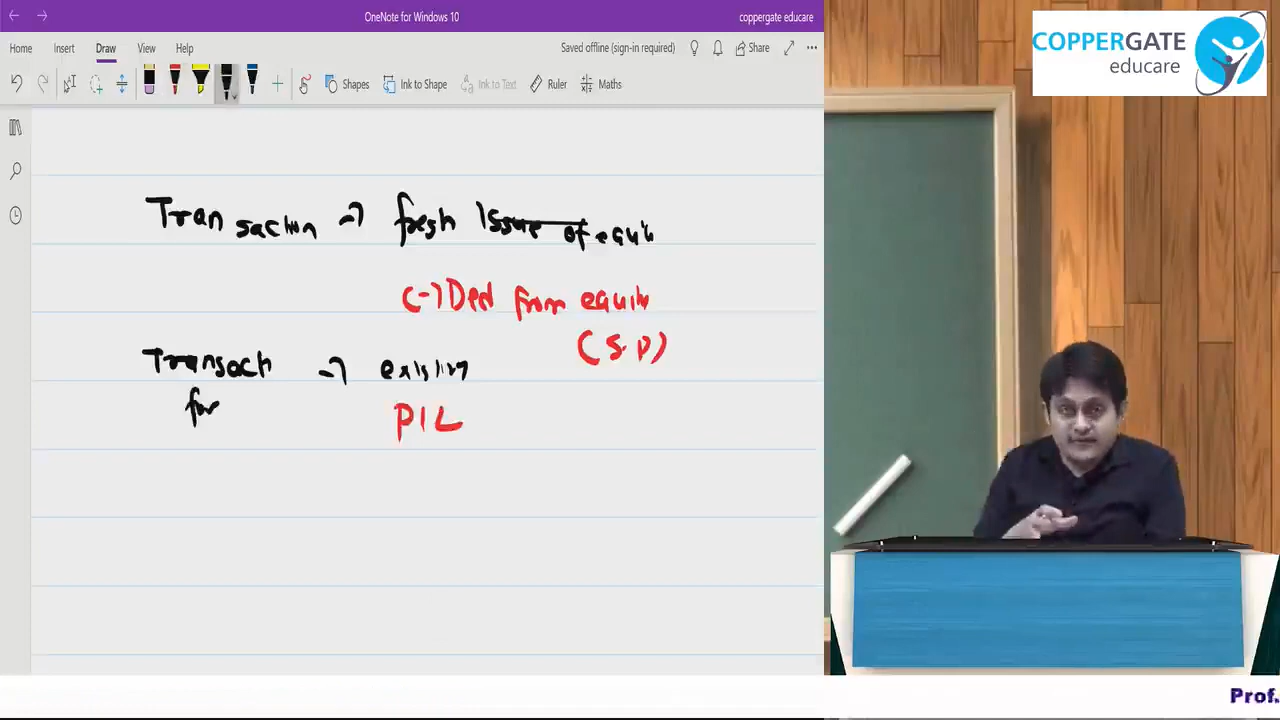 OneNote for Windows 10
coppergate educare
Home Insert Draw View Help
Saved offline (sign-in required)
Share
Shapes
Ink to Shape
Ink to Text
Ruler
Maths
COPPERGATE
educare
Transaction → fresh Issue of equi
(-) Ded from equity
(S.P)
Transact → existing
for
P/L
Prof.